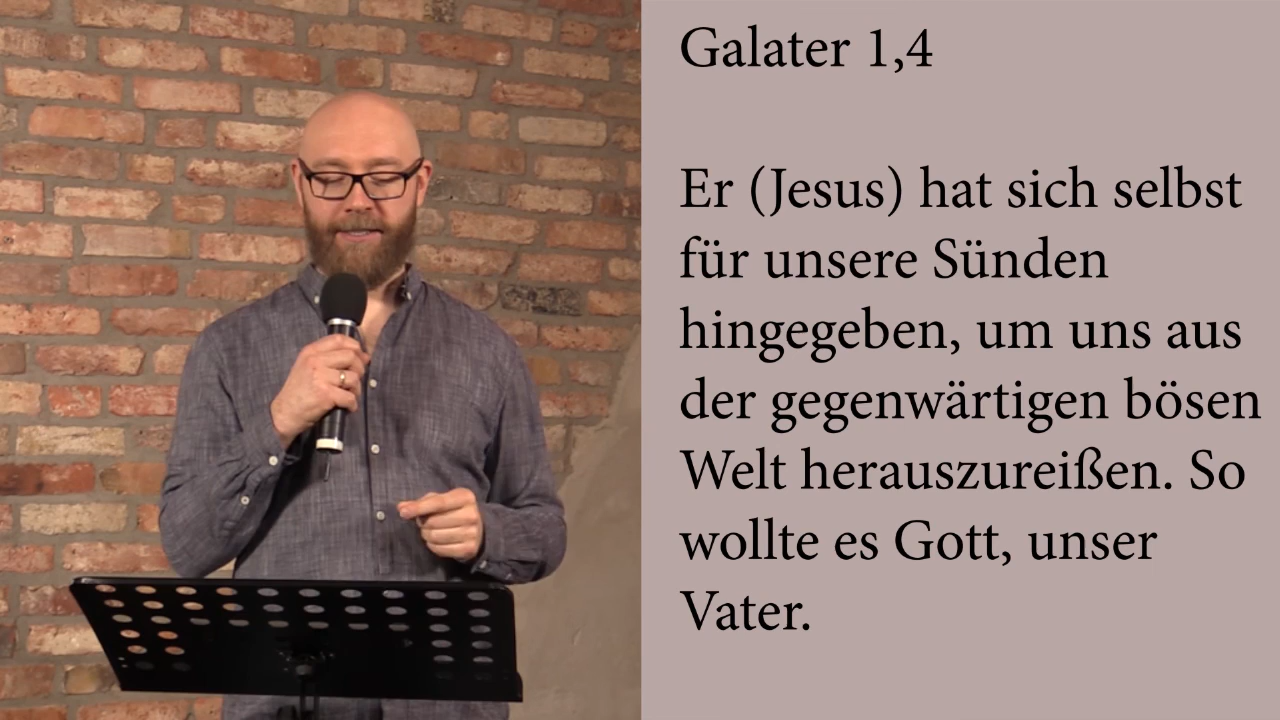 Galater 1,4
Er (Jesus) hat sich selbst
für unsere Sünden
hingegeben, um uns aus
der gegenwärtigen bösen
Welt herauszureißen. So
wollte es Gott, unser
Vater.